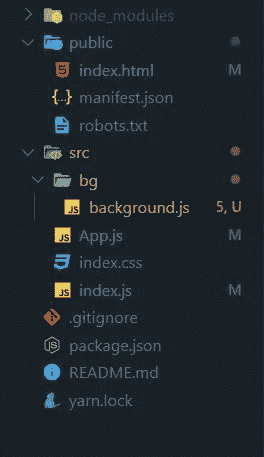 node_modules
public
index.html M
manifest.json
robots.txt
src
bg
background.js 5, U
App.js M
index.css
index.js M
.gitignore
package.json
README.md
yarn.lock